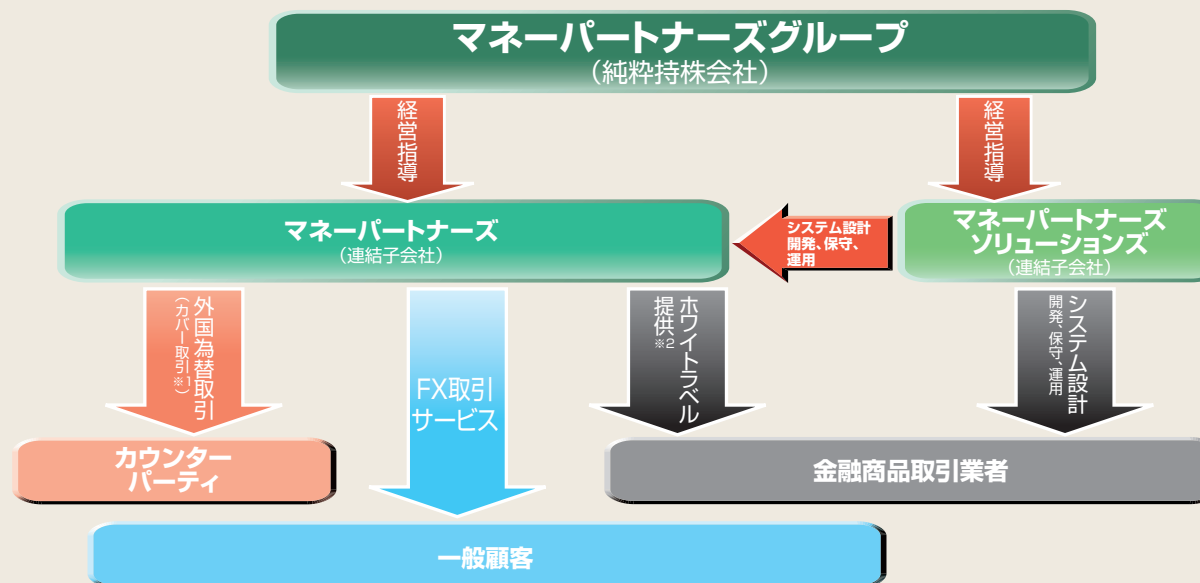 マネーパートナーズグループ
（純粋持株会社）
経営指導
経営指導
マネーパートナーズ
（連結子会社）
システム設計
開発、保守、
運用
マネーパートナーズ
ソリューションズ
（連結子会社）
外国為替取引
（カバー取引※1）
FX取引
サービス
ホワイトラベル
提供※2
システム設計
開発、保守、運用
カウンター
パーティ
金融商品取引業者
一般顧客